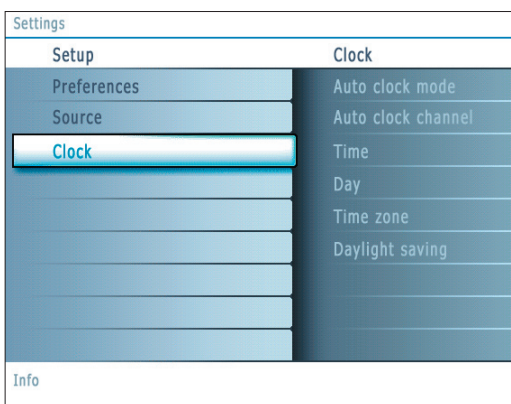 Settings
Setup
Clock
Preferences
Auto clock mode
Source
Auto clock channel
Clock
Time
Day
Time zone
Daylight saving
Info